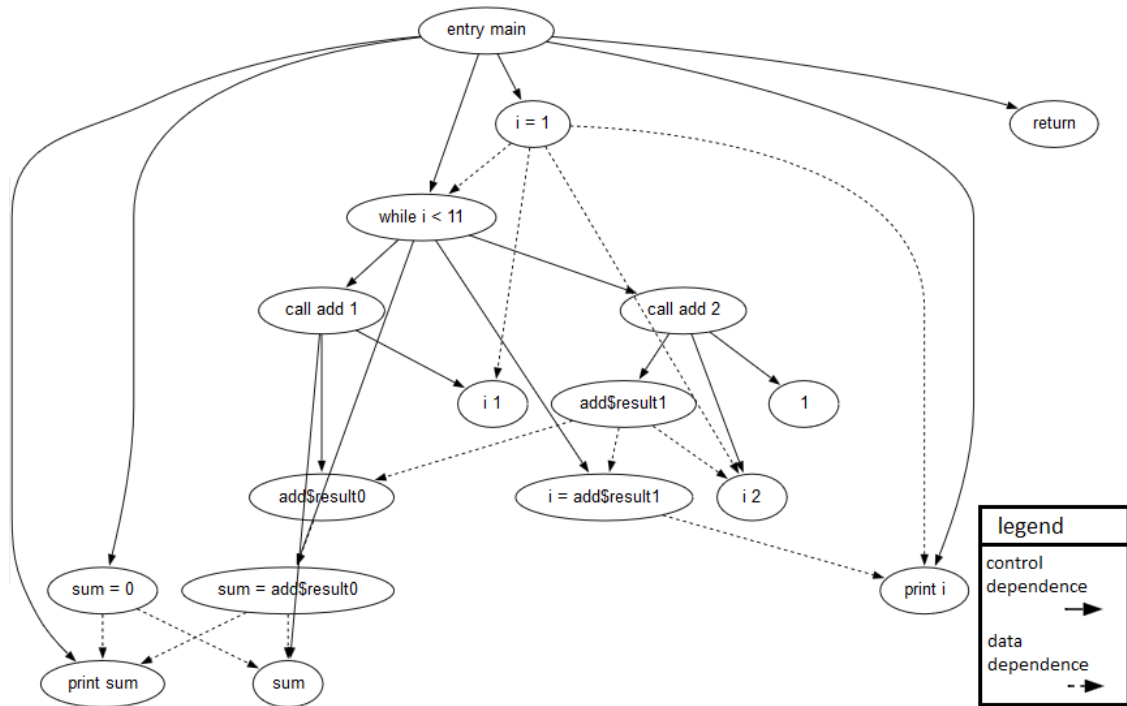 entry main
i = 1
return
while i < 11
call add 1
call add 2
i 1
add$result1
1
add$result0
i = add$result1
i 2
sum = 0
sum = add$result0
print i
print sum
sum
legend
control
dependence
data
dependence